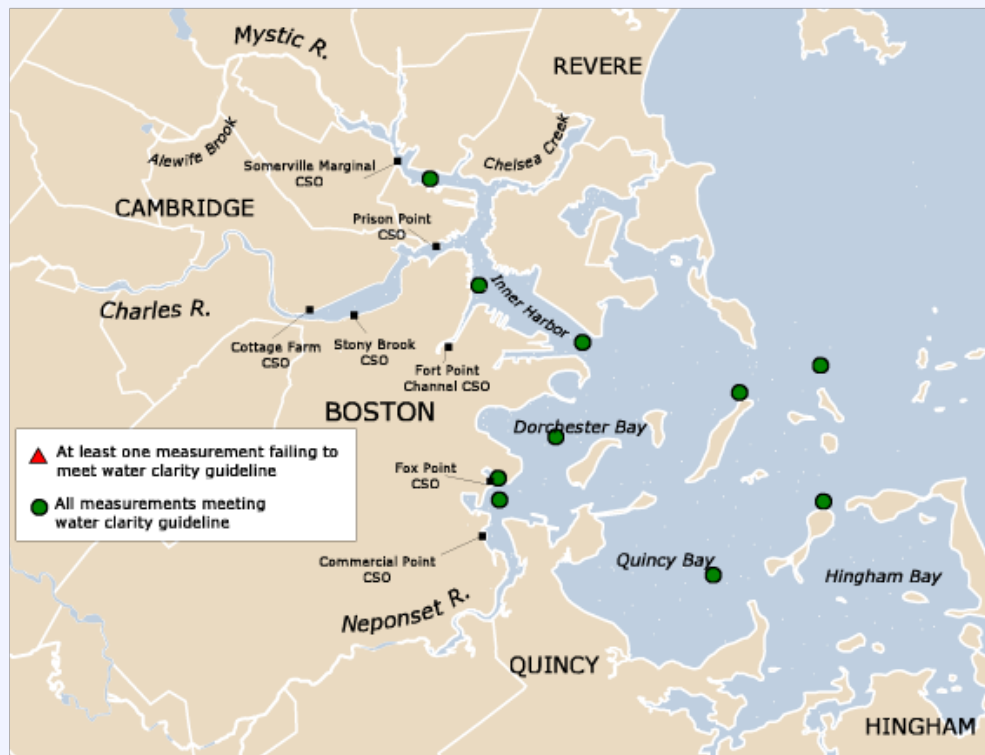 Mystic R.
REVERE
Alewife Brook
Somerville Marginal
CSO
Chelsea Creek
CAMBRIDGE
Prison Point
CSO
Charles R.
Inner Harbor
Cottage Farm
CSO
Stony Brook
CSO
Fort Point
Channel CSO
BOSTON
Dorchester Bay
At least one measurement failing to
meet water clarity guideline
All measurements meeting
water clarity guideline
Fox Point
CSO
Commercial Point
CSO
Quincy Bay
Hingham Bay
Neponset R.
QUINCY
HINGHAM